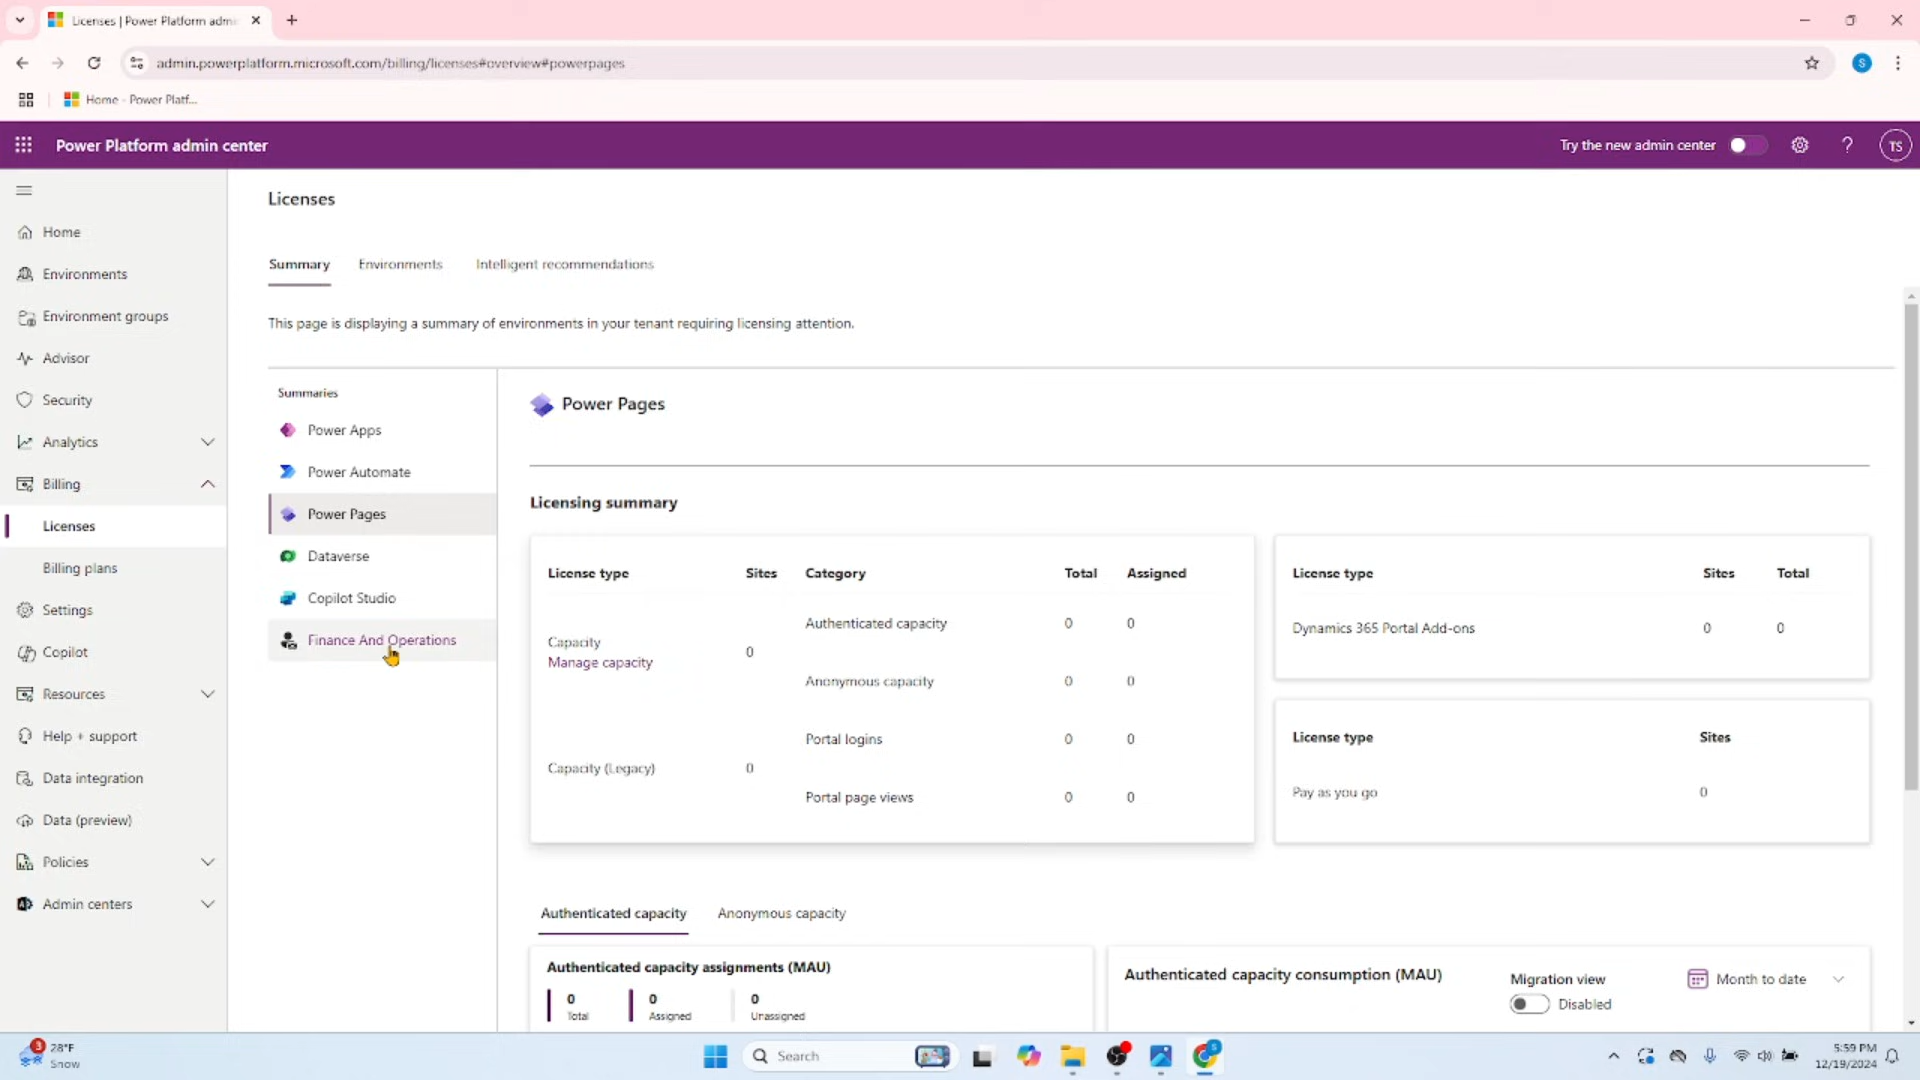 Licenses | Power Platform admi
admin.powerplatform.microsoft.com/billing/licenses#overview#powerpages
S
Home - Power Platf...
Power Platform admin center
Try the new admin center
TS
Home
Environments
Environment groups
Advisor
Security
Analytics
Billing
Licenses
Billing plans
Settings
Copilot
Resources
Help + support
Data integration
Data (preview)
Policies
Admin centers
Licenses
Summary Environments Intelligent recommendations
This page is displaying a summary of environments in your tenant requiring licensing attention.
Summaries
Power Apps
Power Automate
Power Pages
Dataverse
Copilot Studio
Finance And Operations
Power Pages
Licensing summary
License type Sites Category Total Assigned
Capacity
Manage capacity
0
Authenticated capacity 0 0
Anonymous capacity 0 0
Capacity (Legacy)
0
Portal logins 0 0
Portal page views 0 0
License type Sites Total
Dynamics 365 Portal Add-ons 0 0
License type Sites
Pay as you go 0
Authenticated capacity Anonymous capacity
Authenticated capacity assignments (MAU)
0 0 0
Total Assigned Unassigned
Authenticated capacity consumption (MAU)
Migration view
Disabled
Month to date
3
28°F
Snow
Search
S
5:59 PM
12/19/2024